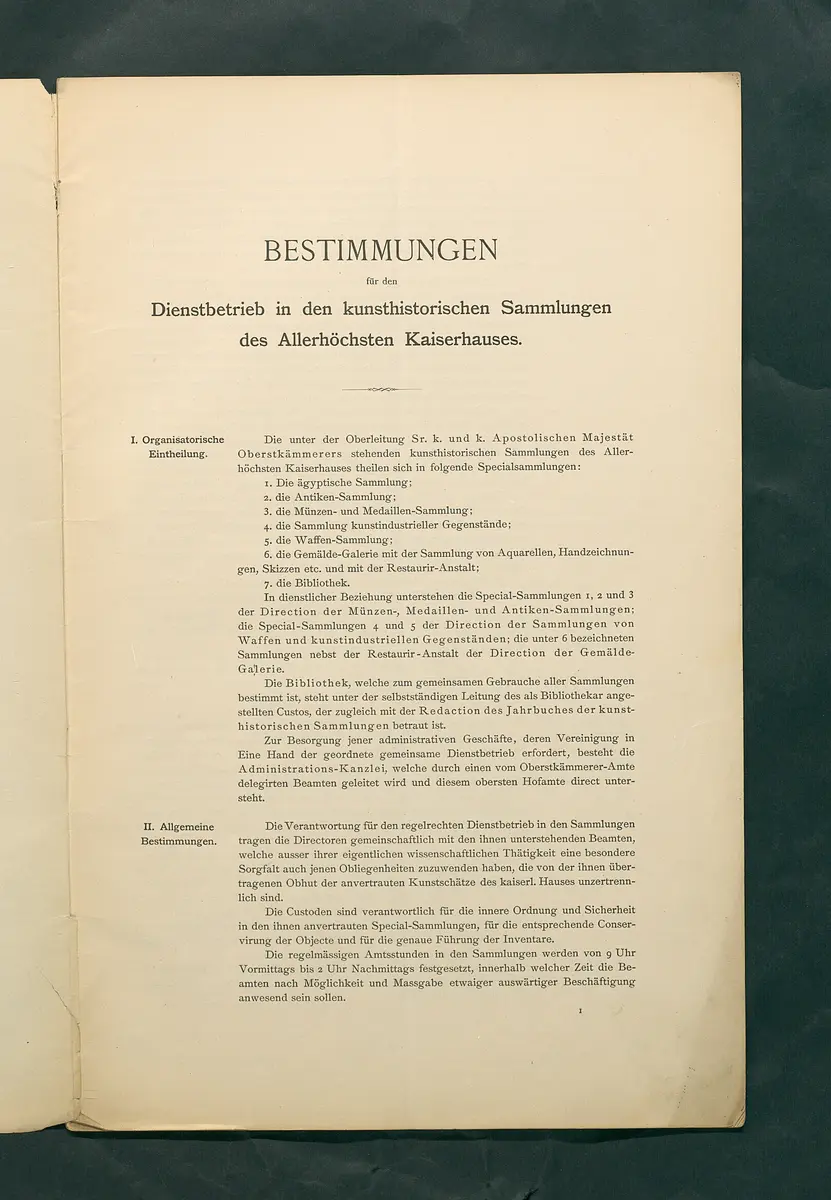 BESTIMMUNGEN
für den
Dienstbetrieb in den kunsthistorischen Sammlungen
des Allerhöchsten Kaiserhauses.
I. Organisatorische
Eintheilung.
Die unter der Oberleitung Sr. k. und k. Apostolischen Majestät
Oberstkämmerers stehenden kunsthistorischen Sammlungen des Aller-
höchsten Kaiserhauses theilen sich in folgende Specialsammlungen:
1. Die ägyptische Sammlung;
2. die Antiken-Sammlung;
3. die Münzen- und Medaillen-Sammlung;
4. die Sammlung kunstindustrieller Gegenstände;
5. die Waffen-Sammlung;
6. die Gemälde-Galerie mit der Sammlung von Aquarellen, Handzeichnun-
gen, Skizzen etc. und mit der Restaurir-Anstalt;
7. die Bibliothek.
In dienstlicher Beziehung unterstehen die Special-Sammlungen 1, 2 und 3
der Direction der Münzen-, Medaillen- und Antiken-Sammlungen;
die Special-Sammlungen 4 und 5 der Direction der Sammlungen von
Waffen und kunstindustriellen Gegenständen; die unter 6 bezeichneten
Sammlungen nebst der Restaurir-Anstalt der Direction der Gemälde-
Galerie.
Die Bibliothek, welche zum gemeinsamen Gebrauche aller Sammlungen
bestimmt ist, steht unter der selbstständigen Leitung des als Bibliothekar ange-
stellten Custos, der zugleich mit der Redaction des Jahrbuches der kunst-
historischen Sammlungen betraut ist.
Zur Besorgung jener administrativen Geschäfte, deren Vereinigung in
Eine Hand der geordnete gemeinsame Dienstbetrieb erfordert, besteht die
Administrations-Kanzlei, welche durch einen vom Oberstkämmerer-Amte
delegirten Beamten geleitet wird und diesem obersten Hofamte direct unter-
steht.
II. Allgemeine
Bestimmungen.
Die Verantwortung für den regelrechten Dienstbetrieb in den Sammlungen
tragen die Directoren gemeinschaftlich mit den ihnen unterstehenden Beamten,
welche ausser ihrer eigentlichen wissenschaftlichen Thätigkeit eine besondere
Sorgfalt auch jenen Obliegenheiten zuzuwenden haben, die von der ihnen über-
tragenen Obhut der anvertrauten Kunstschätze des kaiserl. Hauses unzertrenn-
lich sind.
Die Custoden sind verantwortlich für die innere Ordnung und Sicherheit
in den ihnen anvertrauten Special-Sammlungen, für die entsprechende Conser-
virung der Objecte und für die genaue Führung der Inventare.
Die regelmässigen Amtsstunden in den Sammlungen werden von 9 Uhr
Vormittags bis 2 Uhr Nachmittags festgesetzt, innerhalb welcher Zeit die Be-
amten nach Möglichkeit und Massgabe etwaiger auswärtiger Beschäftigung
anwesend sein sollen.
1